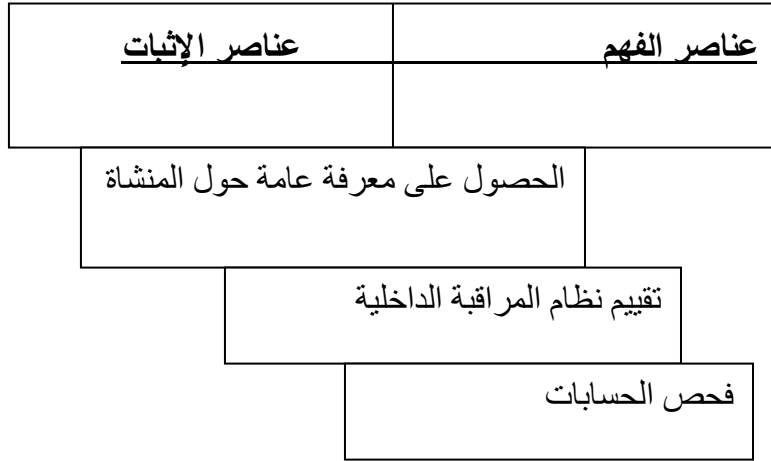 عناصر الفهم عناصر الإثبات
الحصول على معرفة عامة حول المنشاة
تقييم نظام المراقبة الداخلية
فحص الحسابات